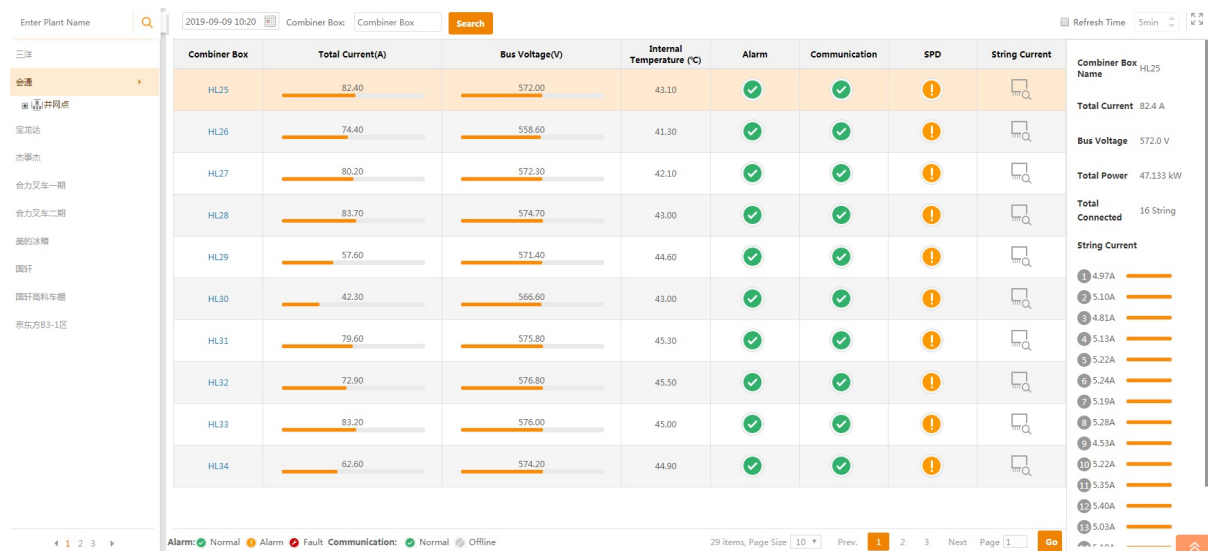 Enter Plant Name
2019-09-09 10:20 Combiner Box: Combiner Box Search
Refresh Time 5min
三洋
会通
井网点
宝龙达
杰事杰
合力叉车一期
合力叉车二期
美的冰箱
国轩
国轩高科车棚
京东方B3-1区
1 2 3
Combiner Box Total Current(A) Bus Voltage(V) Internal Temperature (℃) Alarm Communication SPD String Current
HL25 82.40 572.00 43.10
HL26 74.40 558.60 41.30
HL27 80.20 572.30 42.10
HL28 83.70 574.70 43.00
HL29 57.60 571.40 44.60
HL30 42.30 566.60 43.00
HL31 79.60 575.80 45.30
HL32 72.90 576.80 45.50
HL33 83.20 576.00 45.00
HL34 62.60 574.20 44.90
Alarm: Normal Alarm Fault Communication: Normal Offline
29 items, Page Size 10 Prev. 1 2 3 Next Page 1 Go
Combiner Box Name HL25
Total Current 82.4 A
Bus Voltage 572.0 V
Total Power 47.133 kW
Total Connected 16 String
String Current
1 4.97A
2 5.10A
3 4.81A
4 5.13A
5 5.22A
6 5.24A
7 5.19A
8 5.28A
9 4.53A
10 5.22A
11 5.35A
12 5.40A
13 5.03A